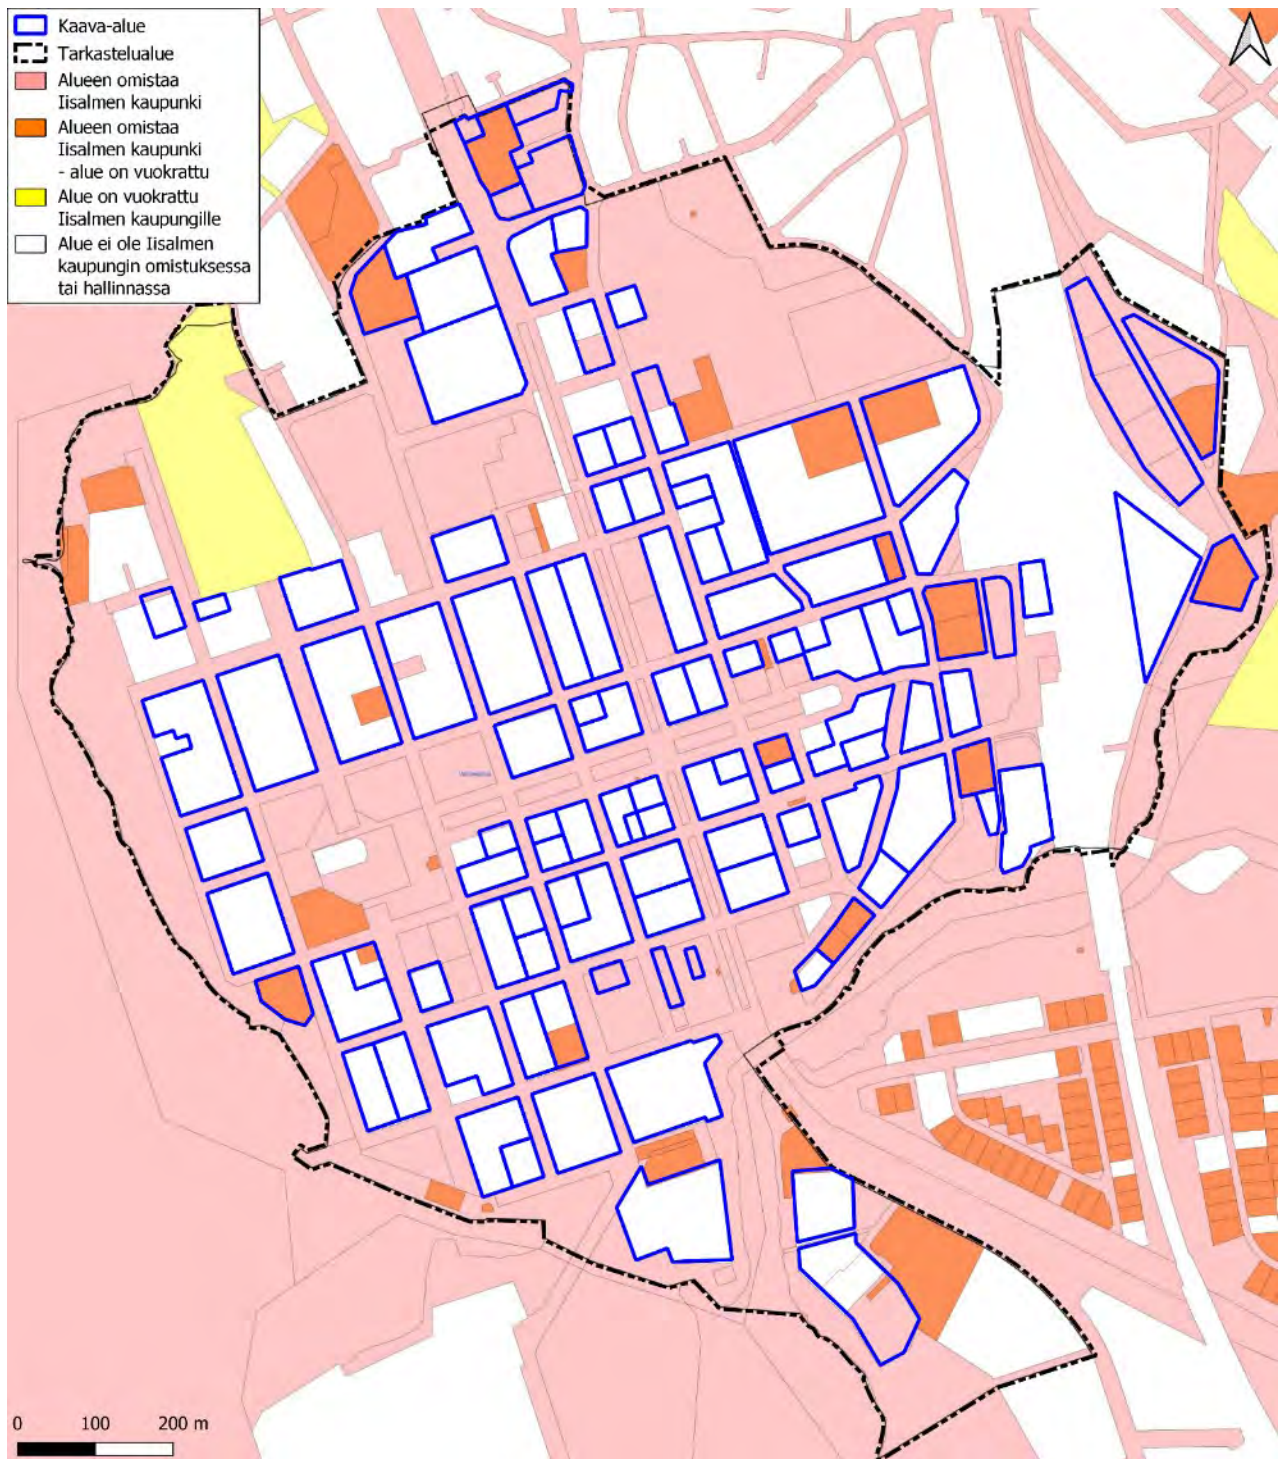 Kaava-alue
Tarkastelualue
Alueen omistaa
Iisalmen kaupunki
Alueen omistaa
Iisalmen kaupunki
- alue on vuokrattu
Alue on vuokrattu
Iisalmen kaupungille
Alue ei ole Iisalmen
kaupungin omistuksessa
tai hallinnassa
0 100 200 m